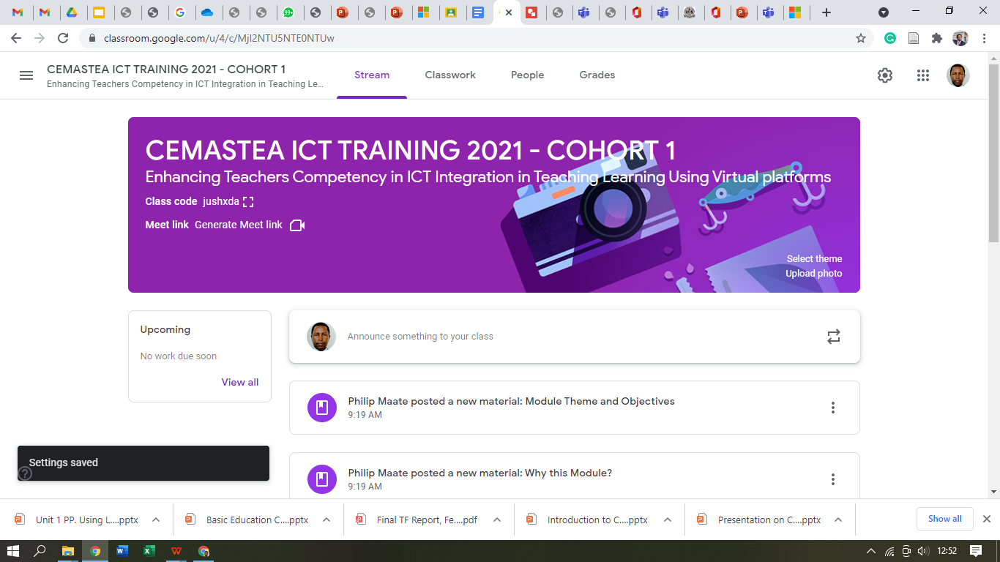 99+
classroom.google.com/u/4/c/MjI2NTU5NTE0NTUw
CEMASTEA ICT TRAINING 2021 - COHORT 1
Enhancing Teachers Competency in ICT Integration in Teaching Le...
Stream
Classwork
People
Grades
CEMASTEA ICT TRAINING 2021 - COHORT 1
Enhancing Teachers Competency in ICT Integration in Teaching Learning Using Virtual platforms
Class code jushxda
Meet link Generate Meet link
Select theme
Upload photo
Upcoming
No work due soon
View all
Announce something to your class
Philip Maate posted a new material: Module Theme and Objectives
9:19 AM
Philip Maate posted a new material: Why this Module?
9:19 AM
Settings saved
Unit 1 PP. Using L....pptx
Basic Education C....pptx
Final TF Report, Fe....pdf
Introduction to C....pptx
Presentation on C....pptx
Show all
12:52